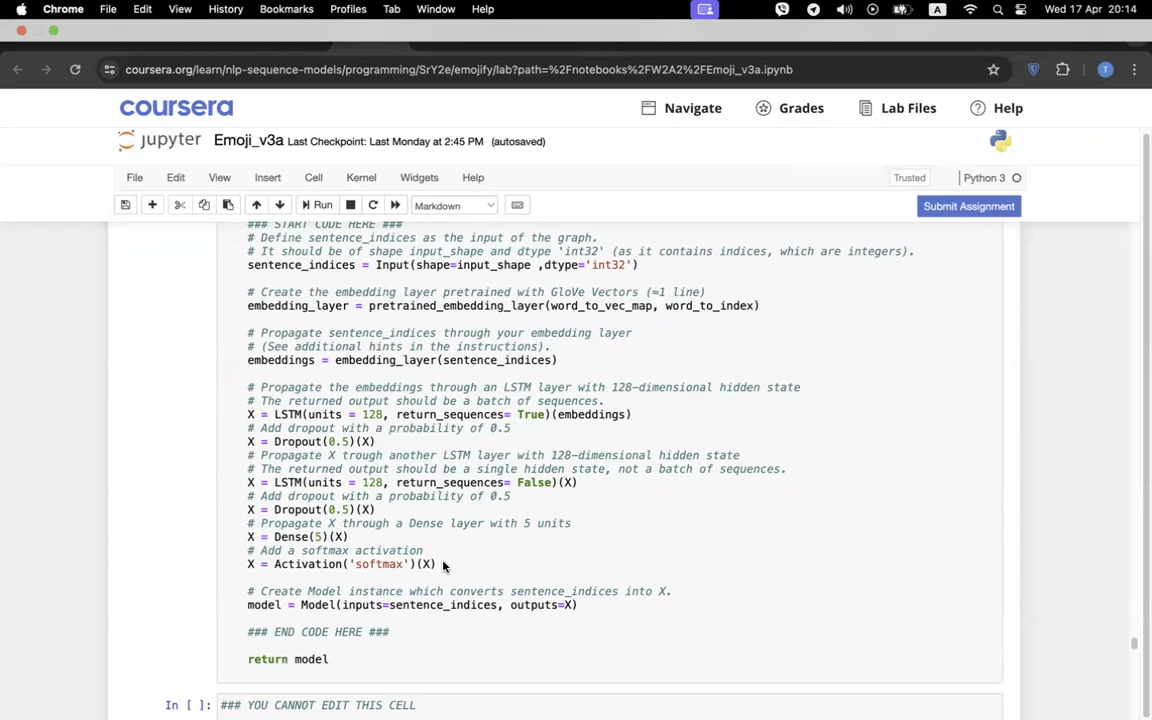 Chrome File Edit View History Bookmarks Profiles Tab Window Help A Wed 17 Apr 20:14
coursera.org/learn/nlp-sequence-models/programming/SrY2e/emojify/lab?path=%2Fnotebooks%2FW2A2%2FEmoji_v3a.ipynb T
coursera Navigate Grades Lab Files Help
jupyter Emoji_v3a Last Checkpoint: Last Monday at 2:45 PM (autosaved)
File Edit View Insert Cell Kernel Widgets Help Trusted Python 3
Run Markdown Submit Assignment
### START CODE HERE ###
# Define sentence_indices as the input of the graph.
# It should be of shape input_shape and dtype 'int32' (as it contains indices, which are integers).
sentence_indices = Input(shape=input_shape ,dtype='int32')
# Create the embedding layer pretrained with GloVe Vectors (≈1 line)
embedding_layer = pretrained_embedding_layer(word_to_vec_map, word_to_index)
# Propagate sentence_indices through your embedding layer
# (See additional hints in the instructions).
embeddings = embedding_layer(sentence_indices)
# Propagate the embeddings through an LSTM layer with 128-dimensional hidden state
# The returned output should be a batch of sequences.
X = LSTM(units = 128, return_sequences= True)(embeddings)
# Add dropout with a probability of 0.5
X = Dropout(0.5)(X)
# Propagate X trough another LSTM layer with 128-dimensional hidden state
# The returned output should be a single hidden state, not a batch of sequences.
X = LSTM(units = 128, return_sequences= False)(X)
# Add dropout with a probability of 0.5
X = Dropout(0.5)(X)
# Propagate X through a Dense layer with 5 units
X = Dense(5)(X)
# Add a softmax activation
X = Activation('softmax')(X)
# Create Model instance which converts sentence_indices into X.
model = Model(inputs=sentence_indices, outputs=X)
### END CODE HERE ###
return model
In [ ]: ### YOU CANNOT EDIT THIS CELL